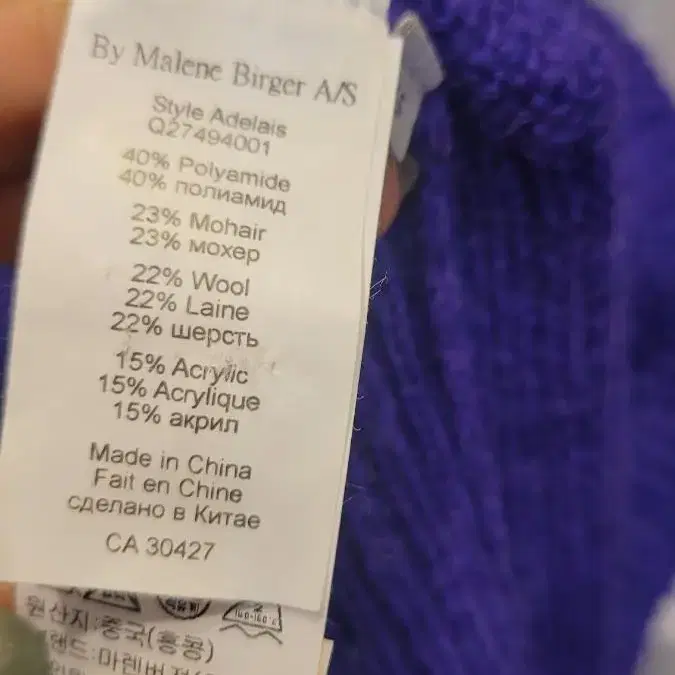 By Malene Birger A/S
Style Adelais
Q27494001
40% Polyamide
40% полиамид
23% Mohair
23% мохер
22% Wool
22% Laine
22% шерсть
15% Acrylic
15% Acrylique
15% акрил
Made in China
Fait en Chine
сделано в Китае
CA 30427
원산지:중국(홍콩)